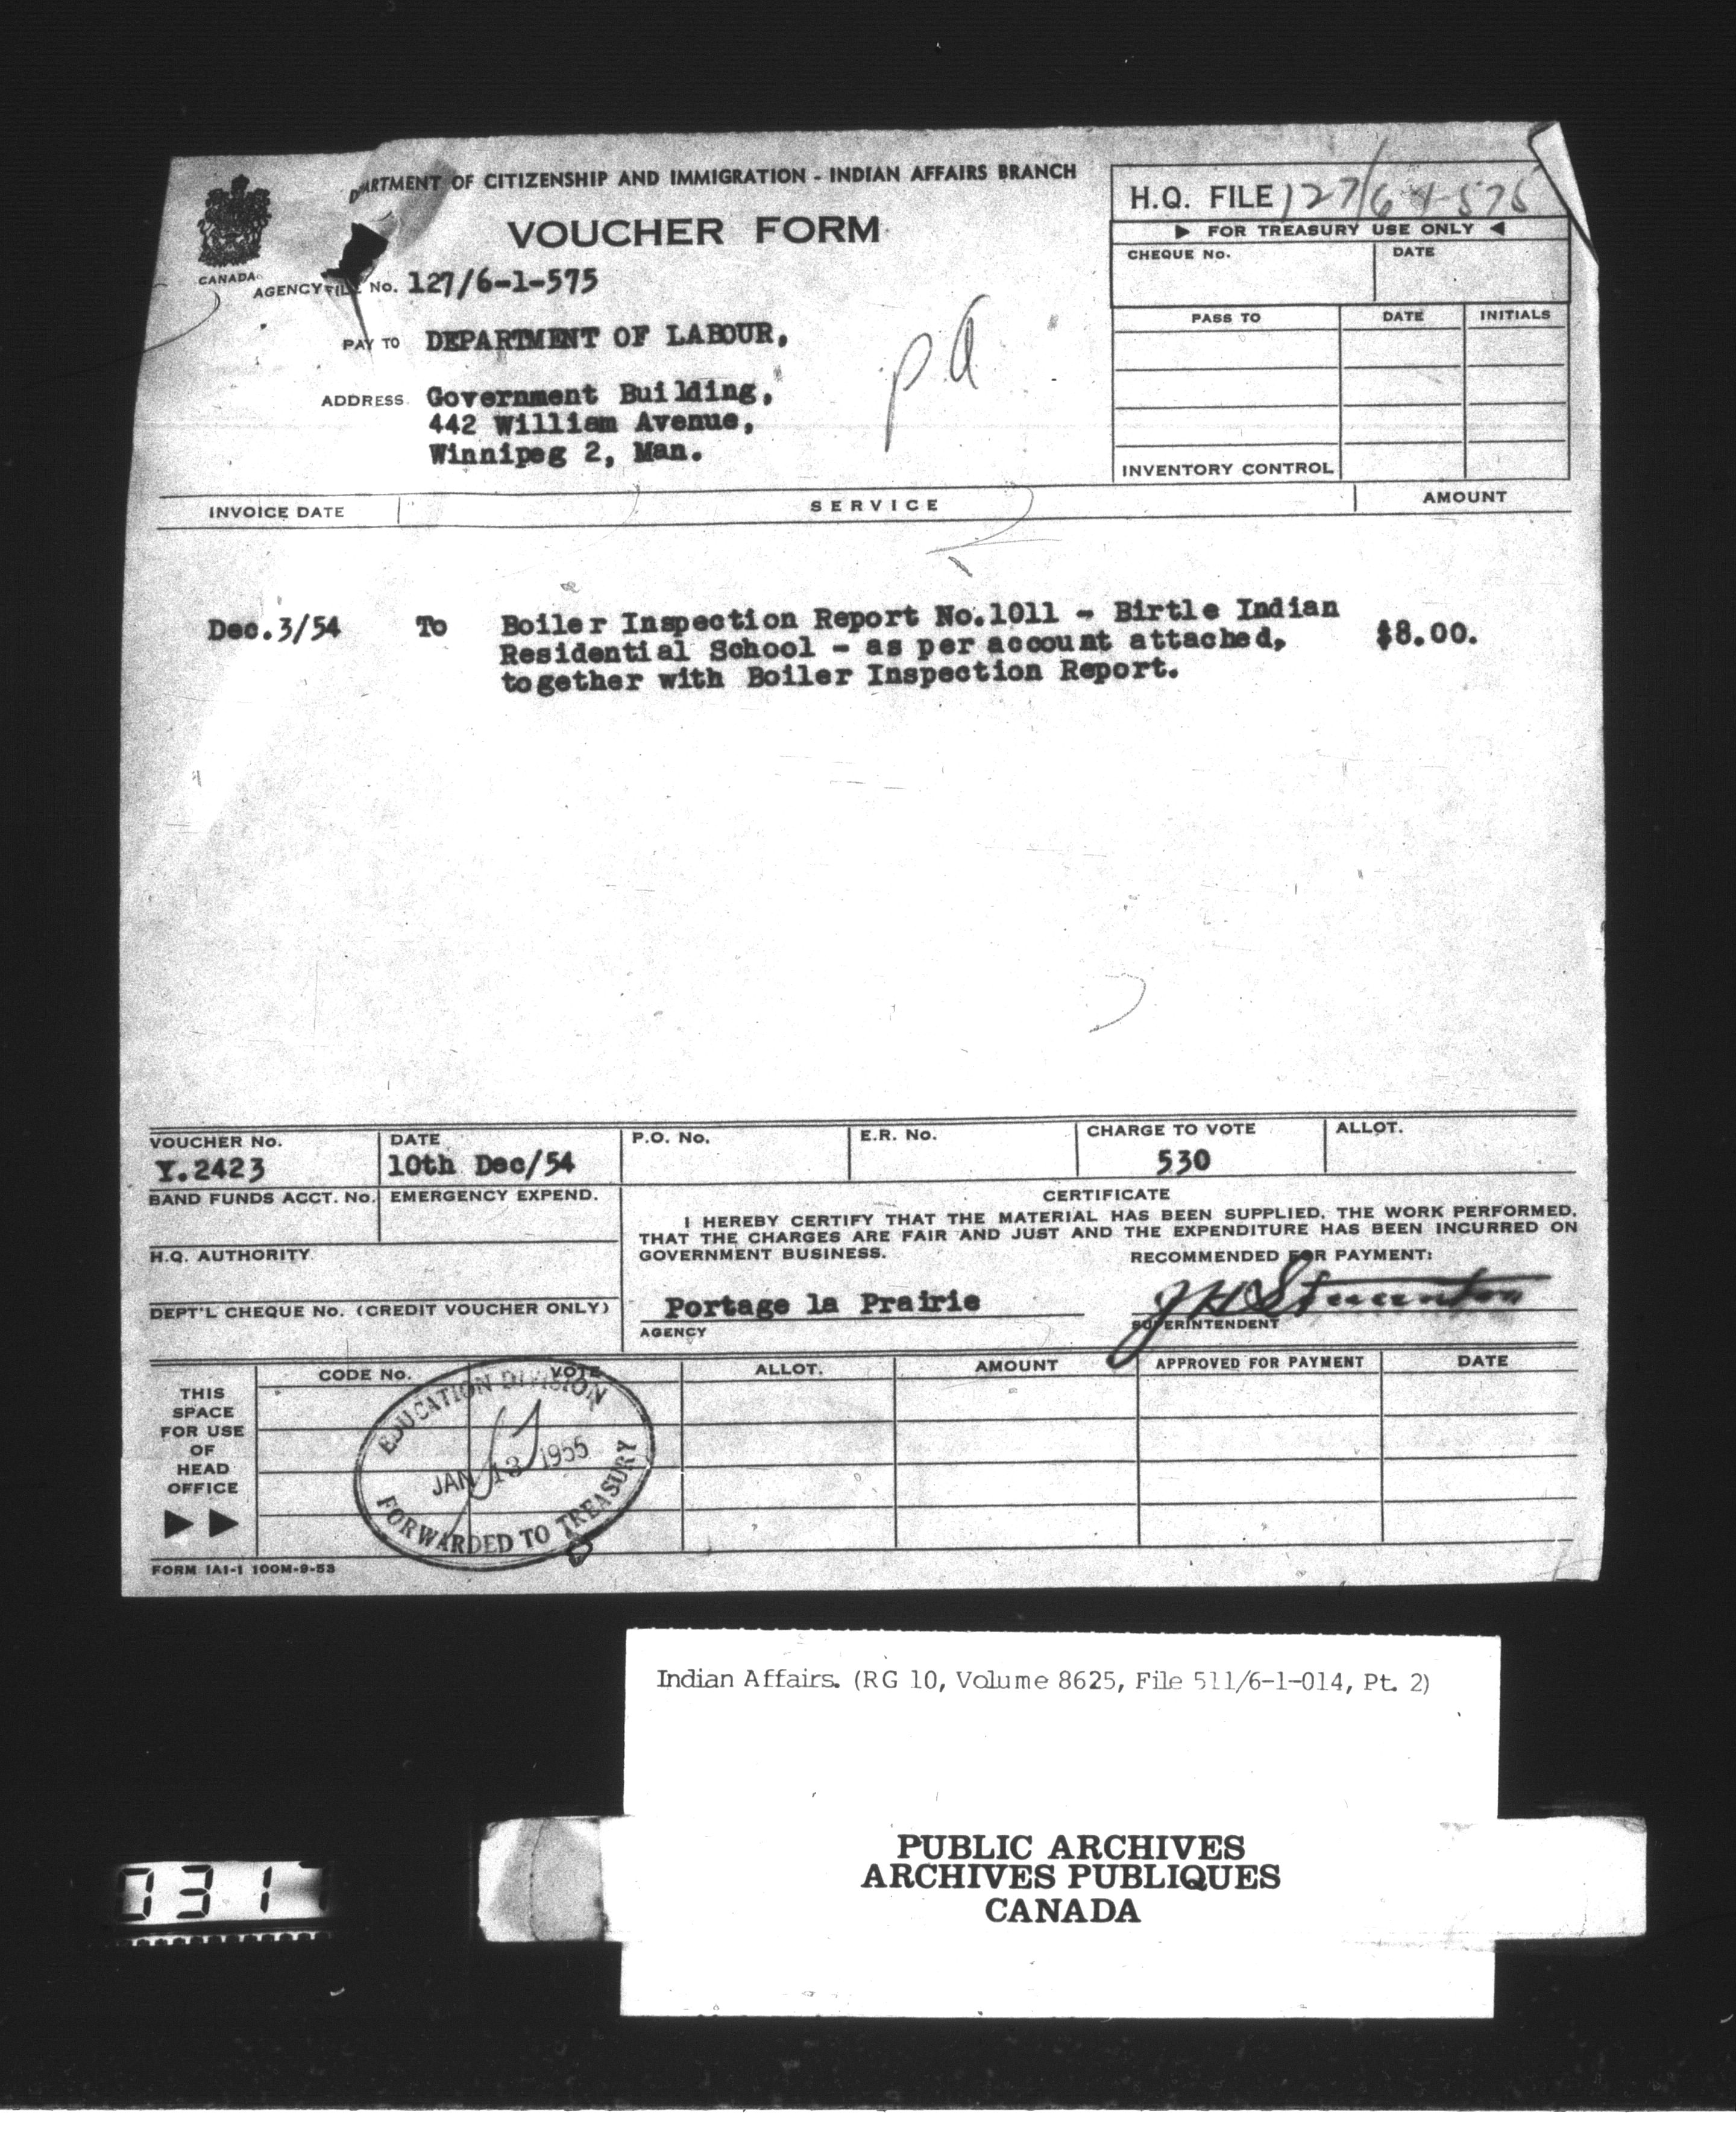 DEPARTMENT OF CITIZENSHIP AND IMMIGRATION - INDIAN AFFAIRS BRANCH
VOUCHER FORM
CANADA
AGENCY FILE No. 127/6-1-575
PAY TO DEPARTMENT OF LABOUR,
ADDRESS Government Building,
442 William Avenue,
Winnipeg 2, Man.
p.a
H.Q. FILE 127/6-1-575
FOR TREASURY USE ONLY
CHEQUE No. DATE
PASS TO DATE INITIALS
INVENTORY CONTROL
INVOICE DATE SERVICE AMOUNT
Dec.3/54 To Boiler Inspection Report No.1011 - Birtle Indian $8.00.
Residential School - as per account attached,
together with Boiler Inspection Report.
VOUCHER No. DATE P.O. No. E.R. No. CHARGE TO VOTE ALLOT.
Y.2423 10th Dec/54 530
BAND FUNDS ACCT. No. EMERGENCY EXPEND.
H.Q. AUTHORITY
DEPT'L CHEQUE No. (CREDIT VOUCHER ONLY)
CERTIFICATE
I HEREBY CERTIFY THAT THE MATERIAL HAS BEEN SUPPLIED, THE WORK PERFORMED,
THAT THE CHARGES ARE FAIR AND JUST AND THE EXPENDITURE HAS BEEN INCURRED ON
GOVERNMENT BUSINESS.
RECOMMENDED FOR PAYMENT:
Portage la Prairie
AGENCY
SUPERINTENDENT
CODE No. VOTE ALLOT. AMOUNT APPROVED FOR PAYMENT DATE
THIS
SPACE
FOR USE
OF
HEAD
OFFICE
EDUCATION DIVISION
JAN 13 1955
FORWARDED TO TREASURY
FORM IA1-1 100M-9-53
Indian Affairs. (RG 10, Volume 8625, File 511/6-1-014, Pt. 2)
PUBLIC ARCHIVES
ARCHIVES PUBLIQUES
CANADA